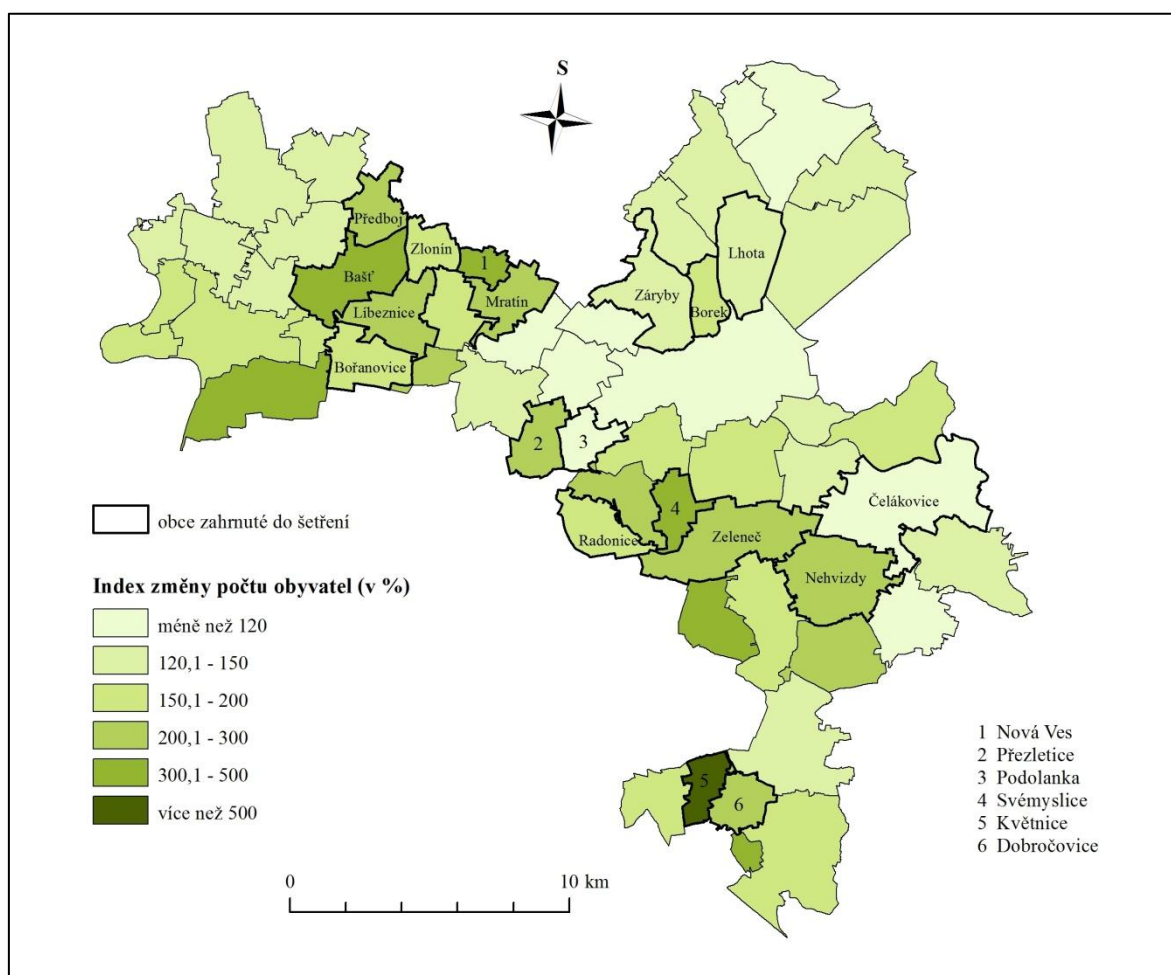 S
Předboj
Zlonín
Bašť
1
Mratín
Líbeznice
Bořanovice
Lhota
Záryby
Borek
2
3
Čelákovice
4
Radonice
Zeleneč
Nehvizdy
5
6
obce zahrnuté do šetření
Index změny počtu obyvatel (v %)
méně než 120
120,1 - 150
150,1 - 200
200,1 - 300
300,1 - 500
více než 500
0 10 km
1 Nová Ves
2 Přezletice
3 Podolanka
4 Svémyslice
5 Květnice
6 Dobročovice